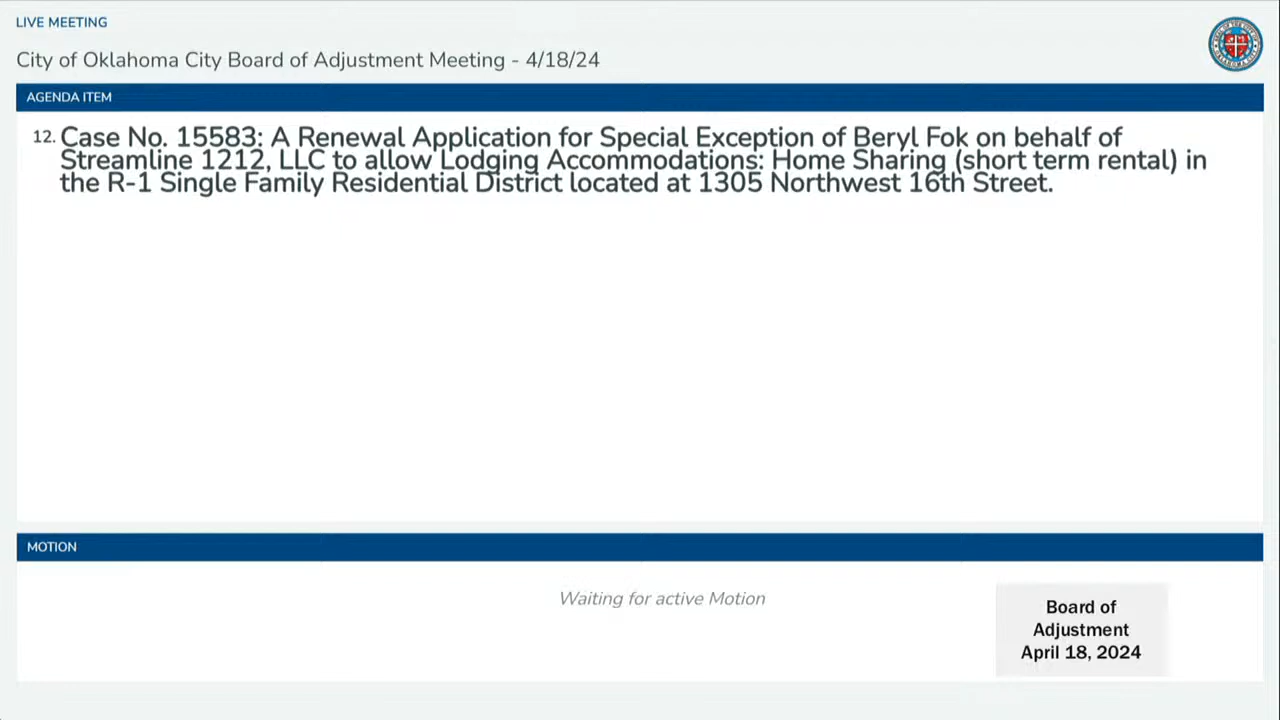 LIVE MEETING
City of Oklahoma City Board of Adjustment Meeting - 4/18/24
AGENDA ITEM
12. Case No. 15583: A Renewal Application for Special Exception of Beryl Fok on behalf of
Streamline 1212, LLC to allow Lodging Accommodations: Home Sharing (short term rental) in
the R-1 Single Family Residential District located at 1305 Northwest 16th Street.
MOTION
Waiting for active Motion
Board of
Adjustment
April 18, 2024